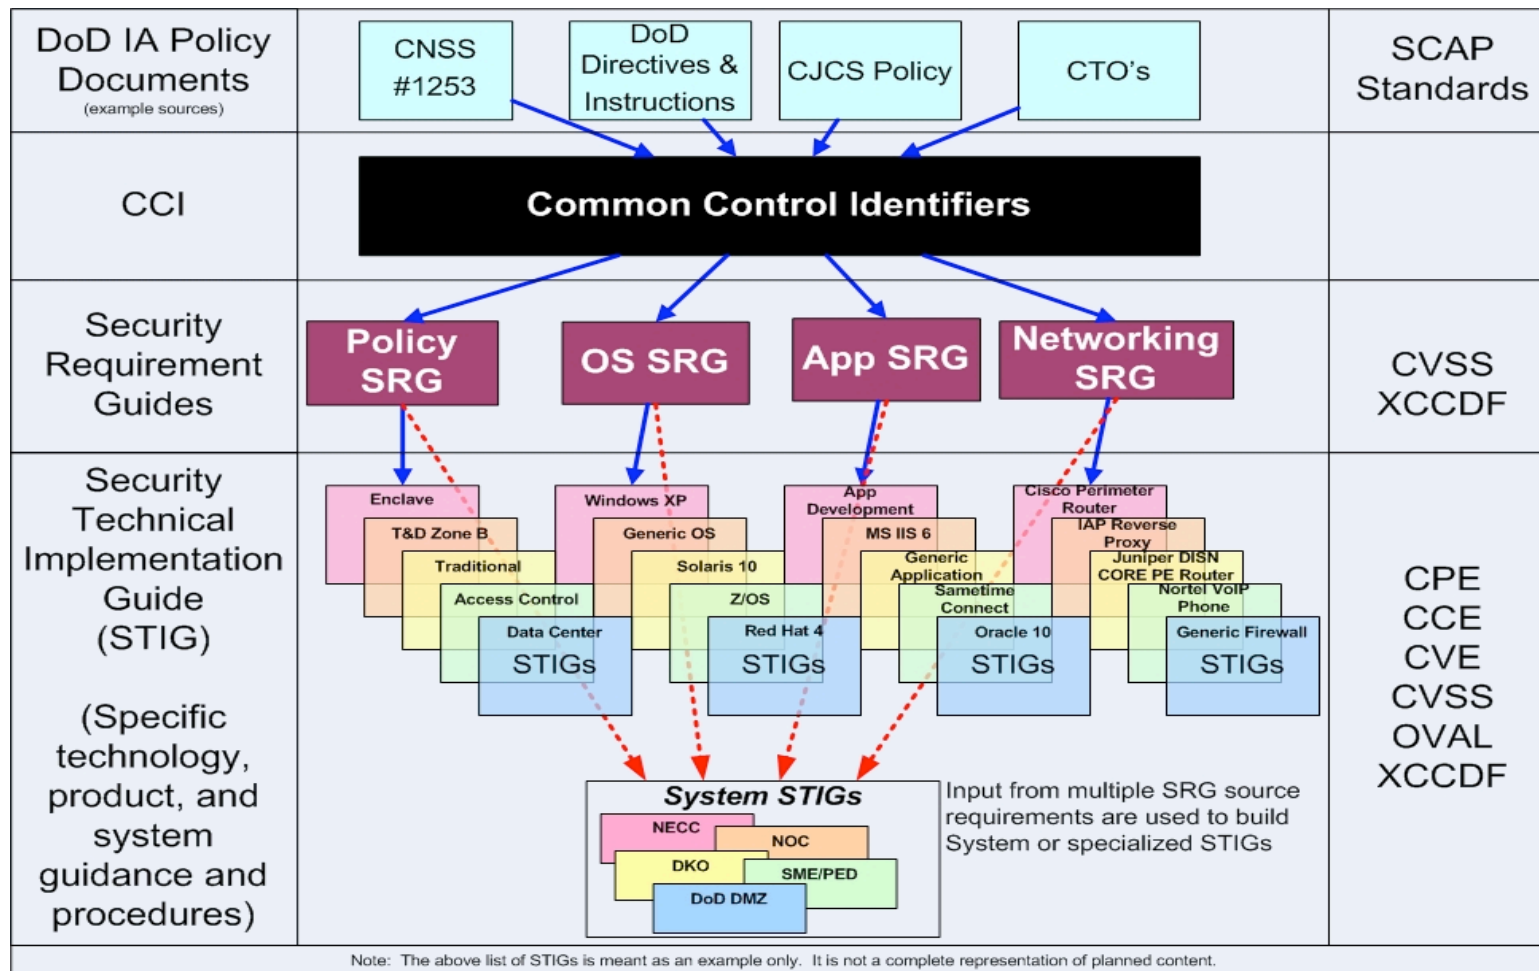 DoD IA Policy
Documents
(example sources)
CNSS
#1253
DoD
Directives &
Instructions
CJCS Policy
CTO's
SCAP
Standards
CCI
Common Control Identifiers
Security
Requirement
Guides
Policy
SRG
OS SRG
App SRG
Networking
SRG
CVSS
XCCDF
Security
Technical
Implementation
Guide
(STIG)
(Specific
technology,
product, and
system
guidance and
procedures)
Enclave
T&D Zone B
Traditional
Access Control
Data Center
STIGs
Windows XP
Generic OS
Solaris 10
Z/OS
Red Hat 4
STIGs
App
Development
MS IIS 6
Generic
Application
Sametime
Connect
Oracle 10
STIGs
Cisco Perimeter
Router
IAP Reverse
Proxy
Juniper DISN
CORE PE Router
Nortel VoIP
Phone
Generic Firewall
STIGs
CPE
CCE
CVE
CVSS
OVAL
XCCDF
System STIGs
NECC
NOC
DKO
SME/PED
DoD DMZ
Input from multiple SRG source
requirements are used to build
System or specialized STIGs
Note: The above list of STIGs is meant as an example only. It is not a complete representation of planned content.